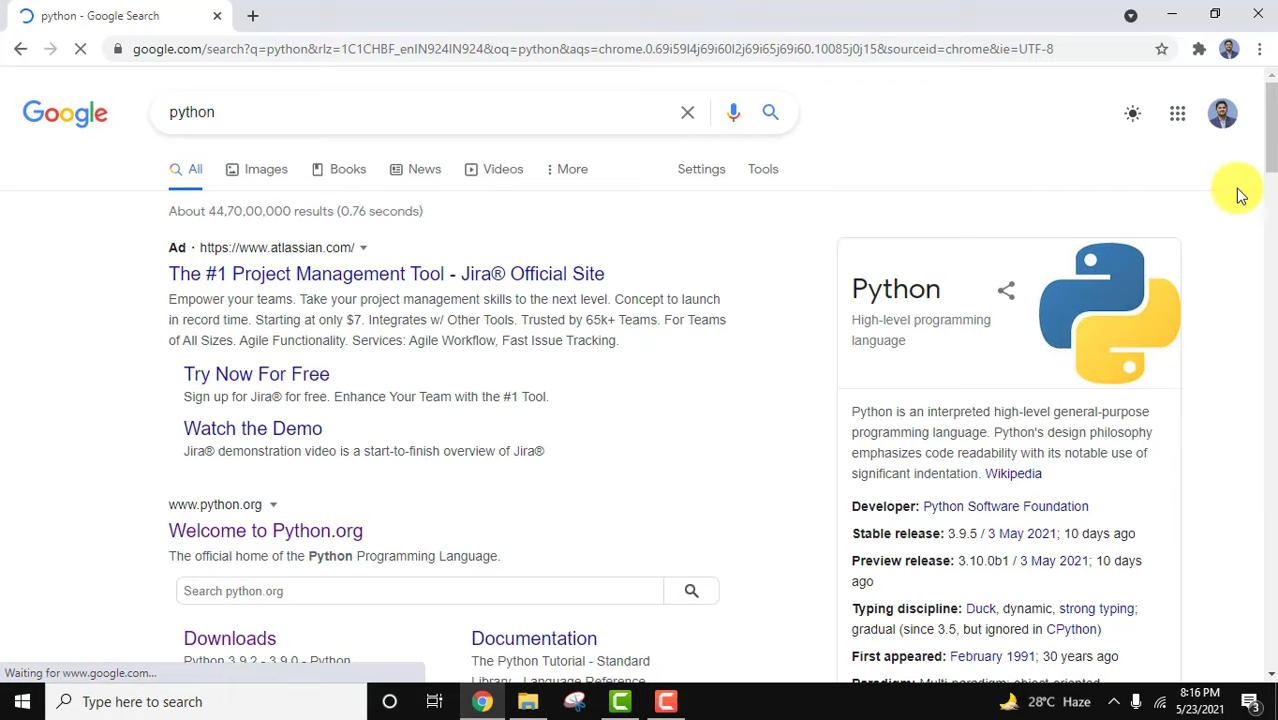 python - Google Search
google.com/search?q=python&rlz=1C1CHBF_enIN924IN924&oq=python&aqs=chrome.0.69i59l4j69i60l2j69i65j69i60.10085j0j15&sourceid=chrome&ie=UTF-8
Google
python
All
Images
Books
News
Videos
More
Settings
Tools
About 44,70,00,000 results (0.76 seconds)
Ad · https://www.atlassian.com/
The #1 Project Management Tool - Jira® Official Site
Empower your teams. Take your project management skills to the next level. Concept to launch
in record time. Starting at only $7. Integrates w/ Other Tools. Trusted by 65k+ Teams. For Teams
of All Sizes. Agile Functionality. Services: Agile Workflow, Fast Issue Tracking.
Try Now For Free
Sign up for Jira® for free. Enhance Your Team with the #1 Tool.
Watch the Demo
Jira® demonstration video is a start-to-finish overview of Jira®
www.python.org
Welcome to Python.org
The official home of the Python Programming Language.
Search python.org
Downloads
Python 3.9.2 - 3.9.0 - Python
Documentation
The Python Tutorial - Standard
Library - Language Reference
Python
High-level programming
language
Python is an interpreted high-level general-purpose
programming language. Python's design philosophy
emphasizes code readability with its notable use of
significant indentation. Wikipedia
Developer: Python Software Foundation
Stable release: 3.9.5 / 3 May 2021; 10 days ago
Preview release: 3.10.0b1 / 3 May 2021; 10 days
ago
Typing discipline: Duck, dynamic, strong typing;
gradual (since 3.5, but ignored in CPython)
First appeared: February 1991; 30 years ago
Paradigm: Multi-paradigm: object-oriented
Waiting for www.google.com...
Type here to search
28°C Haze
8:16 PM
5/23/2021
3